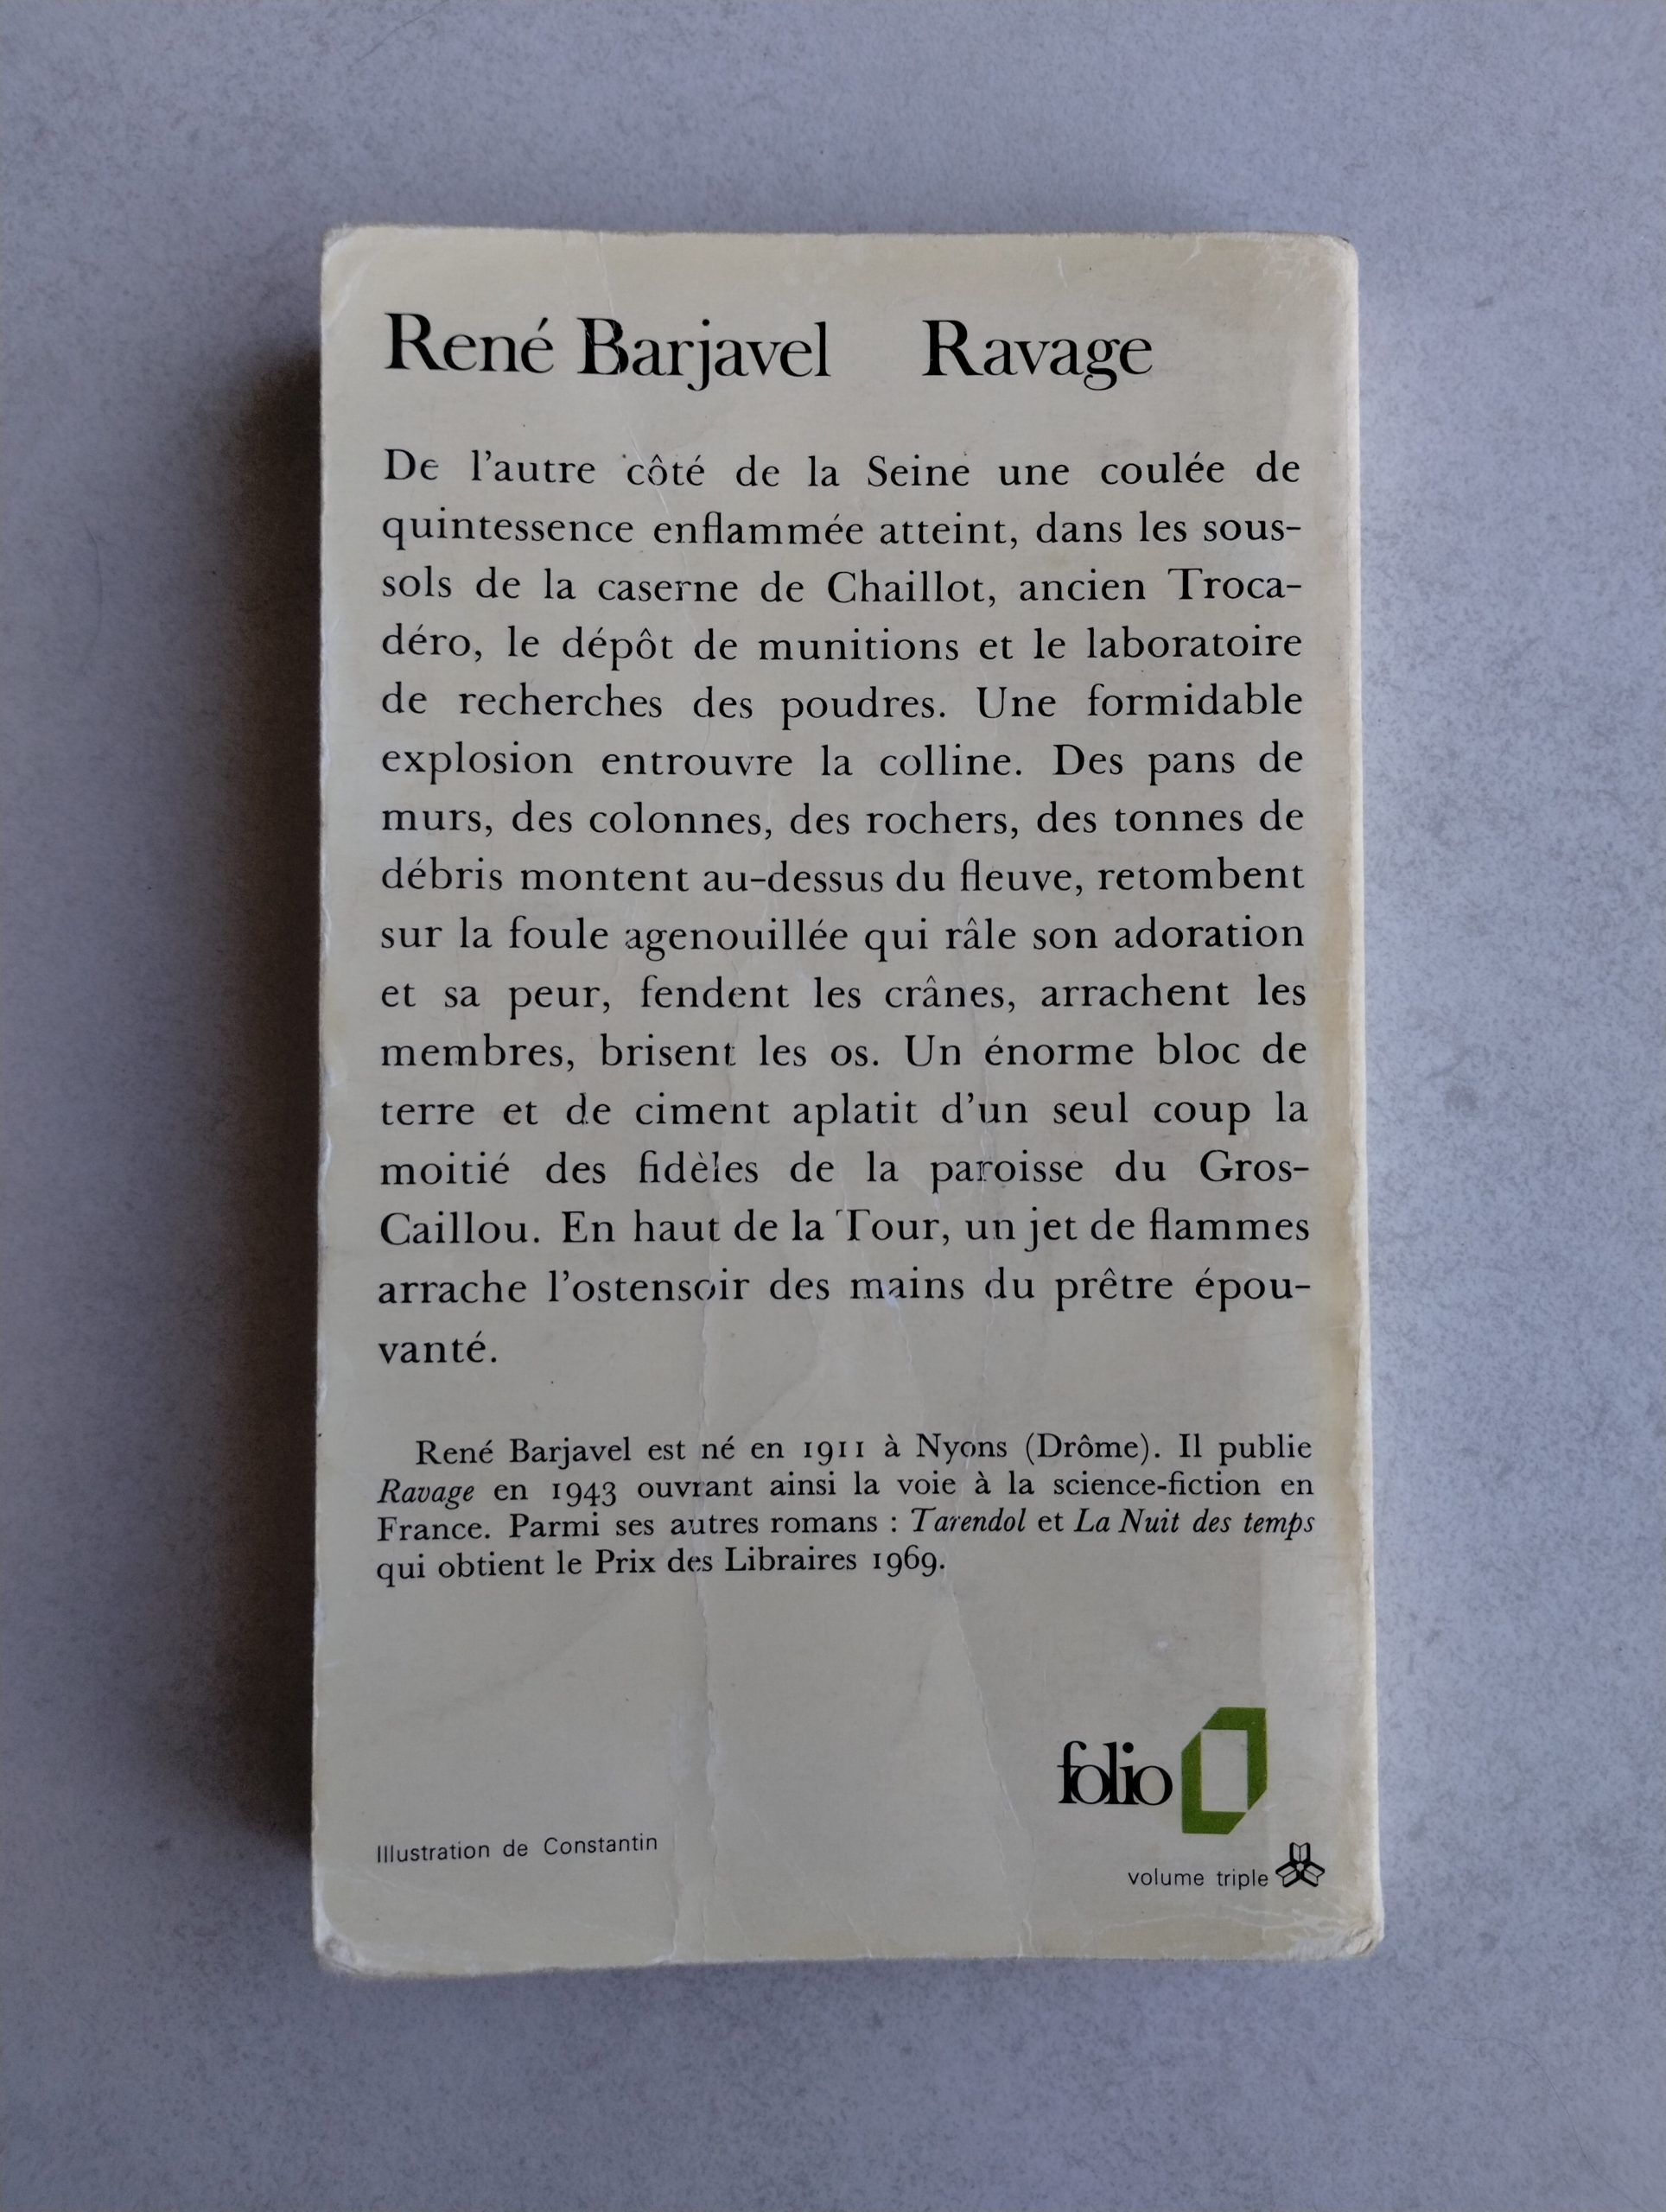 René Barjavel Ravage
De l'autre côté de la Seine une coulée de
quintessence enflammée atteint, dans les sous-
sols de la caserne de Chaillot, ancien Troca-
déro, le dépôt de munitions et le laboratoire
de recherches des poudres. Une formidable
explosion entrouvre la colline. Des pans de
murs, des colonnes, des rochers, des tonnes de
débris montent au-dessus du fleuve, retombent
sur la foule agenouillée qui râle son adoration
et sa peur, fendent les crânes, arrachent les
membres, brisent les os. Un énorme bloc de
terre et de ciment aplatit d'un seul coup la
moitié des fidèles de la paroisse du Gros-
Caillou. En haut de la Tour, un jet de flammes
arrache l'ostensoir des mains du prêtre épou-
vanté.
René Barjavel est né en 1911 à Nyons (Drôme). Il publie
Ravage en 1943 ouvrant ainsi la voie à la science-fiction en
France. Parmi ses autres romans : Tarendol et La Nuit des temps
qui obtient le Prix des Libraires 1969.
folio
Illustration de Constantin
volume triple